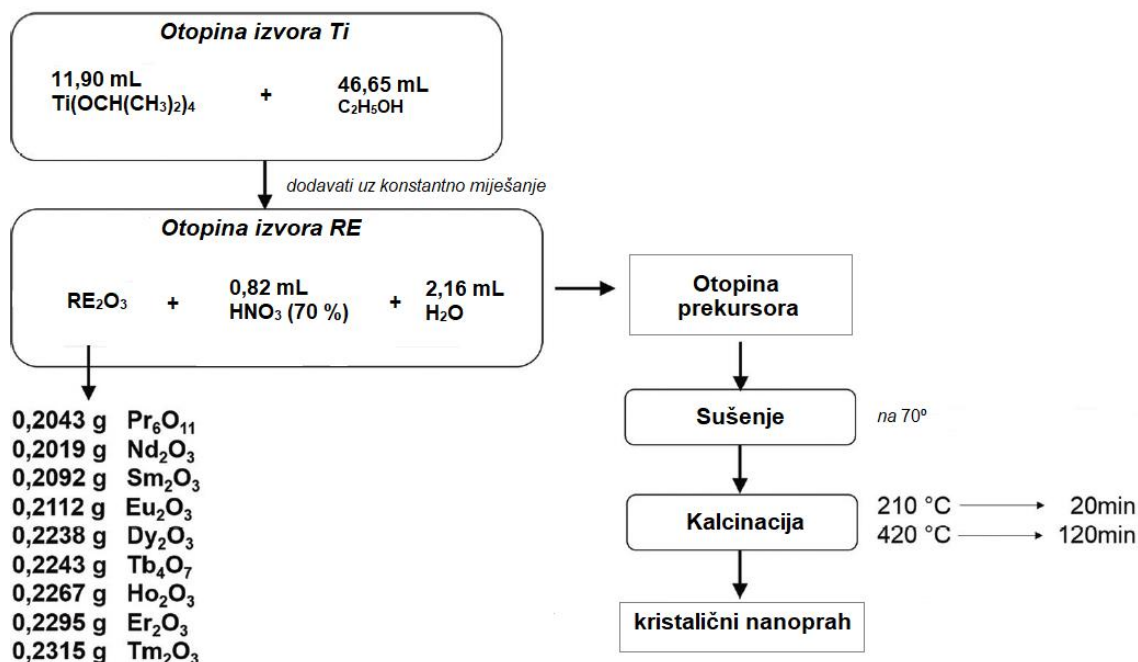 Otopina izvora Ti
11,90 mL + 46,65 mL
Ti(OCH(CH₃)₂)₄ C₂H₅OH
dodavati uz konstantno miješanje
Otopina izvora RE
RE₂O₃ + 0,82 mL + 2,16 mL
HNO₃ (70 %) H₂O
Otopina
prekursora
0,2043 g Pr₆O₁₁
0,2019 g Nd₂O₃
0,2092 g Sm₂O₃
0,2112 g Eu₂O₃
0,2238 g Dy₂O₃
0,2243 g Tb₄O₇
0,2267 g Ho₂O₃
0,2295 g Er₂O₃
0,2315 g Tm₂O₃
Sušenje na 70º
Kalcinacija
210 °C 20min
420 °C 120min
kristalični nanoprah